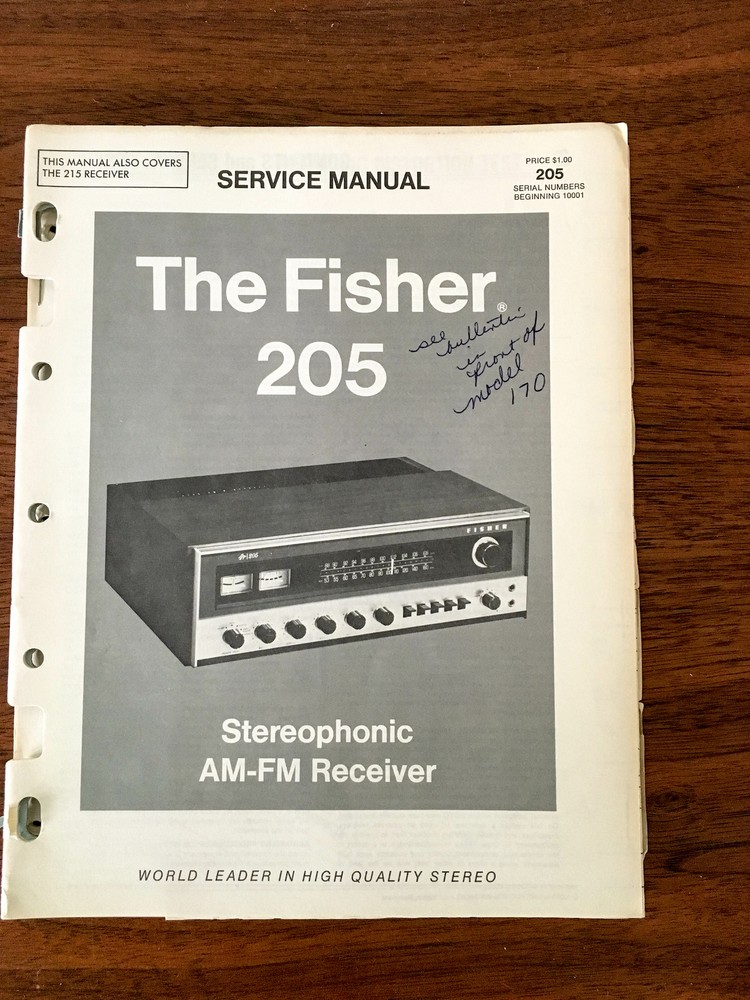 THIS MANUAL ALSO COVERS
THE 215 RECEIVER
SERVICE MANUAL
PRICE $1.00
205
SERIAL NUMBERS
BEGINNING 10001
The Fisher®
205
see
bulletin
in
front of
model
170
FISHER
Stereophonic
AM-FM Receiver
WORLD LEADER IN HIGH QUALITY STEREO